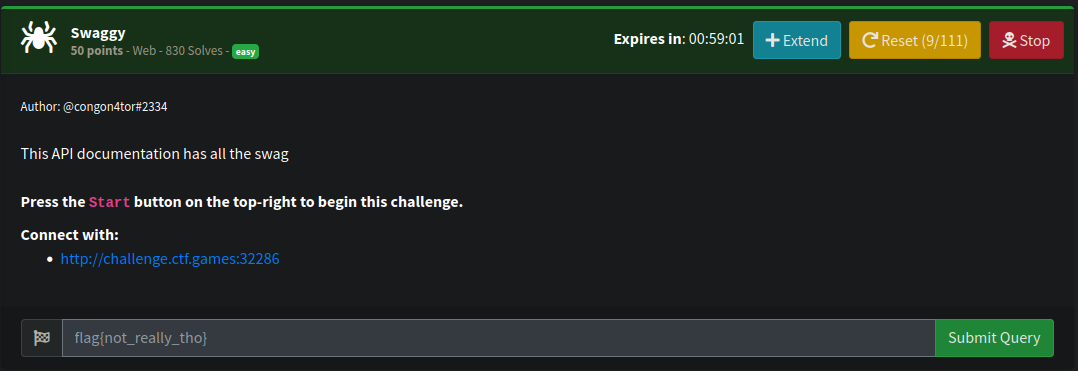 Swaggy
50 points - Web - 830 Solves - easy
Expires in: 00:59:01
Extend
Reset (9/111)
Stop
Author: @congon4tor#2334
This API documentation has all the swag
Press the Start button on the top-right to begin this challenge.
Connect with:
http://challenge.ctf.games:32286
flag{not_really_tho}
Submit Query